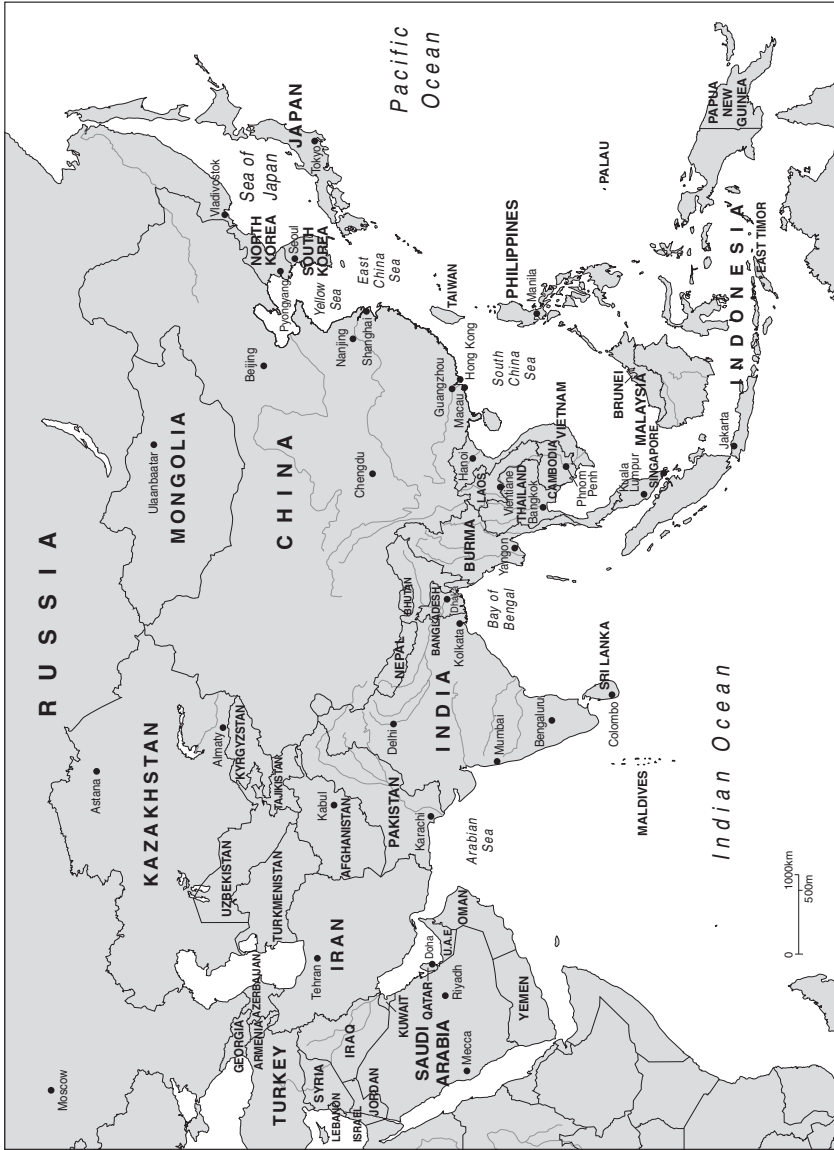 RUSSIA
Moscow
Astana
KAZAKHSTAN
Ulaanbaatar
MONGOLIA
Vladivostok
Sea of
Japan
JAPAN
Tokyo
Pacific
Ocean
GEORGIA
ARMENIA
AZERBAIJAN
UZBEKISTAN
TURKMENISTAN
Almaty
KYRGYZSTAN
TAJIKISTAN
CHINA
Beijing
NORTH
KOREA
Pyongyang
Seoul
SOUTH
KOREA
Yellow
Sea
TURKEY
SYRIA
LEBANON
ISRAEL
JORDAN
IRAQ
Tehran
IRAN
Kabul
AFGHANISTAN
PAKISTAN
Karachi
Chengdu
Nanjing
Shanghai
East
China
Sea
KUWAIT
SAUDI
ARABIA
QATAR
Doha
U.A.E
Riyadh
Mecca
OMAN
YEMEN
Arabian
Sea
Delhi
NEPAL
BHUTAN
BANGLADESH
Dhaka
Kolkata
INDIA
Mumbai
Bengaluru
Bay of
Bengal
BURMA
Yangon
Guangzhou
Macau
Hong Kong
TAIWAN
Hanoi
LAOS
Vientiane
THAILAND
Bangkok
CAMBODIA
Phnom
Penh
VIETNAM
South
China
Sea
PHILIPPINES
Manila
PALAU
SRI LANKA
Colombo
MALDIVES
Indian Ocean
BRUNEI
MALAYSIA
Kuala
Lumpur
SINGAPORE
Jakarta
INDONESIA
EAST TIMOR
PAPUA
NEW
GUINEA
0
1000km
500m